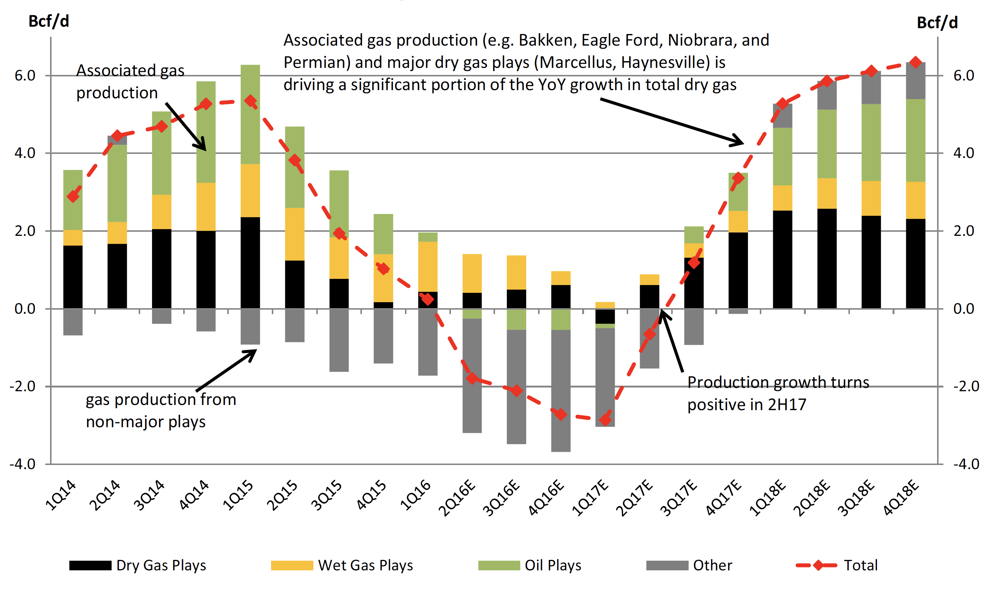 Bcf/d
Bcf/d
Associated gas production (e.g. Bakken, Eagle Ford, Niobrara, and
Permian) and major dry gas plays (Marcellus, Haynesville) is
driving a significant portion of the YoY growth in total dry gas
Associated gas
production
6.0
4.0
2.0
0.0
-2.0
-4.0
6.0
4.0
2.0
0.0
-2.0
-4.0
gas production from
non-major plays
Production growth turns
positive in 2H17
1Q14
2Q14
3Q14
4Q14
1Q15
2Q15
3Q15
4Q15
1Q16
2Q16E
3Q16E
4Q16E
1Q17E
2Q17E
3Q17E
4Q17E
1Q18E
2Q18E
3Q18E
4Q18E
Dry Gas Plays
Wet Gas Plays
Oil Plays
Other
Total